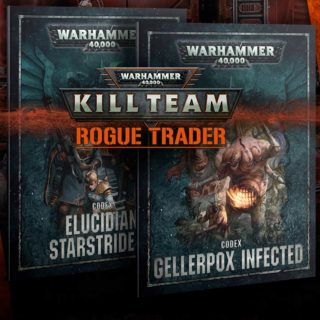 WARHAMMER
40,000
WARHAMMER
40,000
WARHAMMER
40,000
KILL TEAM
ROGUE TRADER
CODEX
ELUCIDIAN
STARSTRIDE
CODEX
GELLERPOX INFECTED